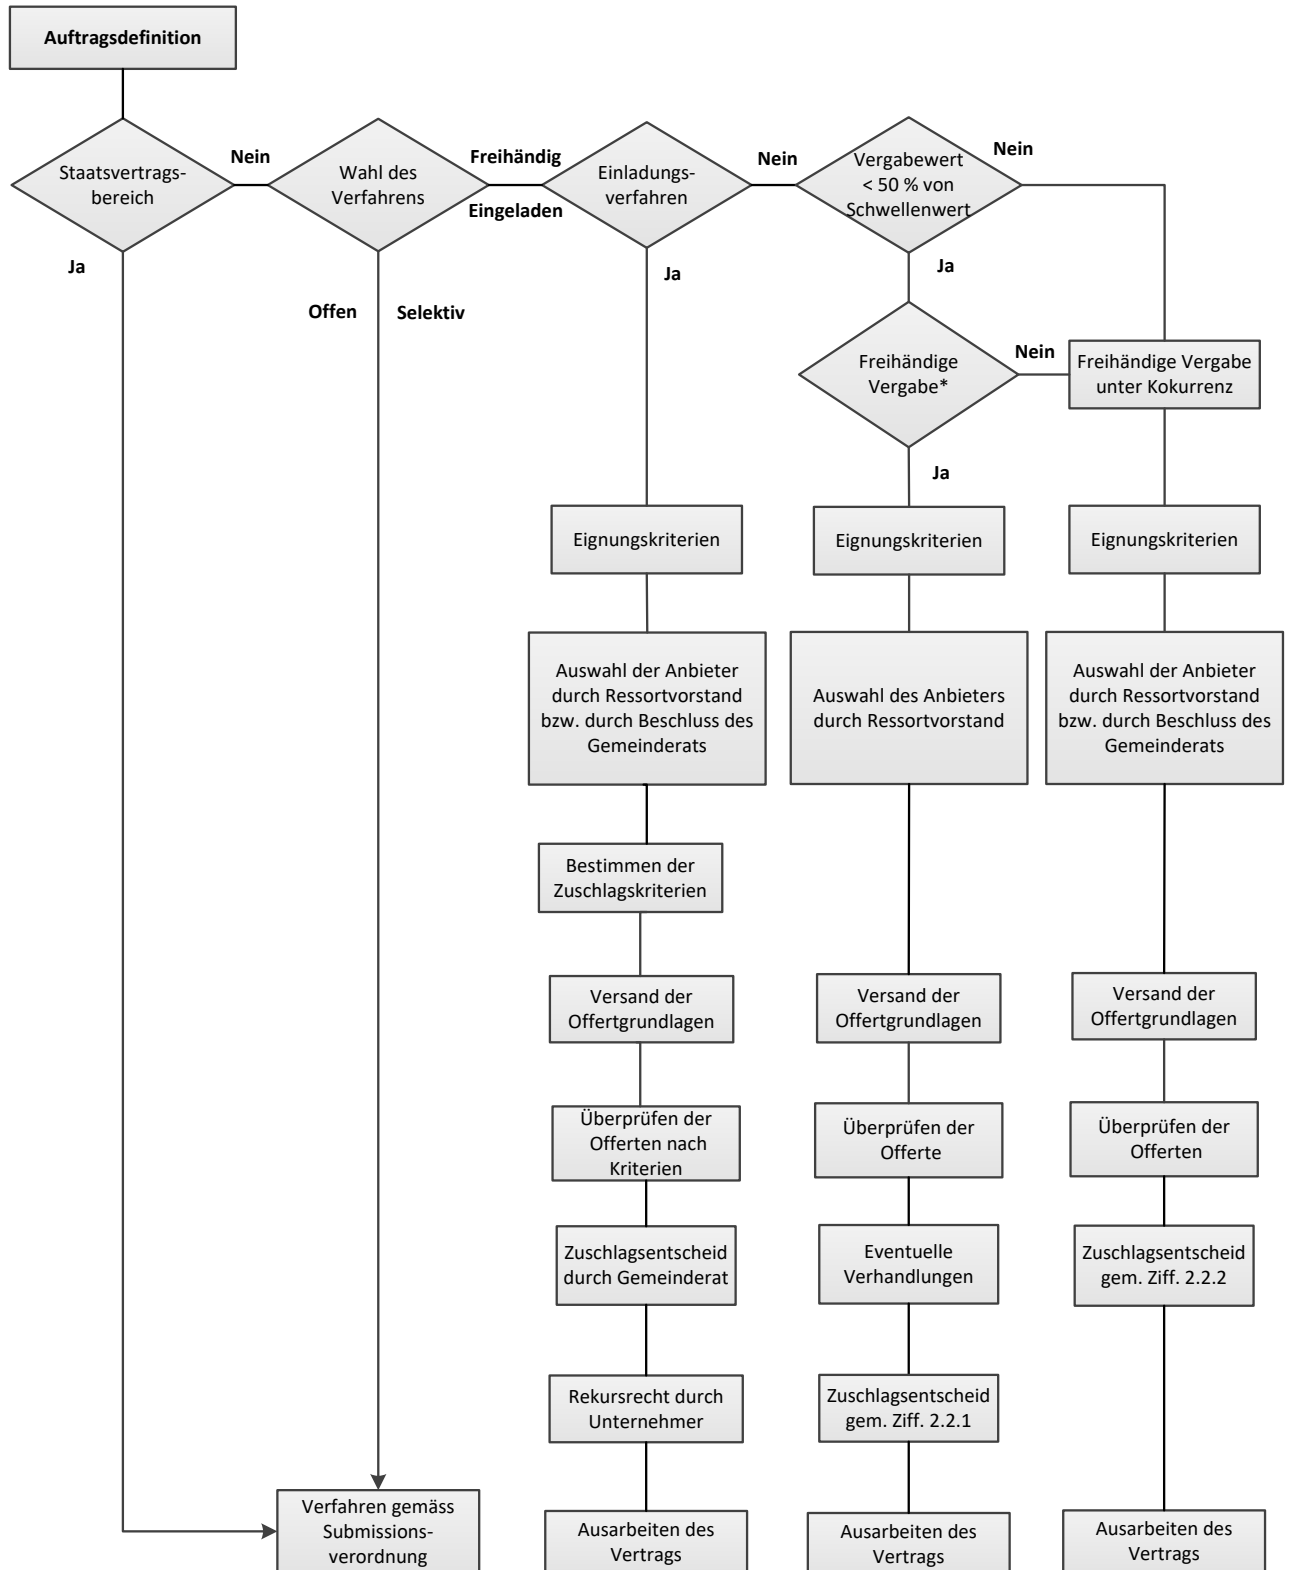 Auftragsdefinition
Staatsvertrags-
bereich
Nein
Ja
Wahl des
Verfahrens
Freihändig
Eingeladen
Offen
Selektiv
Einladungs-
verfahren
Nein
Ja
Vergabewert
< 50 % von
Schwellenwert
Nein
Ja
Freihändige
Vergabe*
Nein
Ja
Freihändige Vergabe
unter Kokurrenz
Eignungskriterien
Auswahl der Anbieter
durch Ressortvorstand
bzw. durch Beschluss des
Gemeinderats
Bestimmen der
Zuschlagskriterien
Versand der
Offertgrundlagen
Überprüfen der
Offerten nach
Kriterien
Zuschlagsentscheid
durch Gemeinderat
Rekursrecht durch
Unternehmer
Ausarbeiten des
Vertrags
Eignungskriterien
Auswahl des Anbieters
durch Ressortvorstand
Versand der
Offertgrundlagen
Überprüfen der
Offerte
Eventuelle
Verhandlungen
Zuschlagsentscheid
gem. Ziff. 2.2.1
Ausarbeiten des
Vertrags
Eignungskriterien
Auswahl der Anbieter
durch Ressortvorstand
bzw. durch Beschluss des
Gemeinderats
Versand der
Offertgrundlagen
Überprüfen der
Offerten
Zuschlagsentscheid
gem. Ziff. 2.2.2
Ausarbeiten des
Vertrags
Verfahren gemäss
Submissions-
verordnung